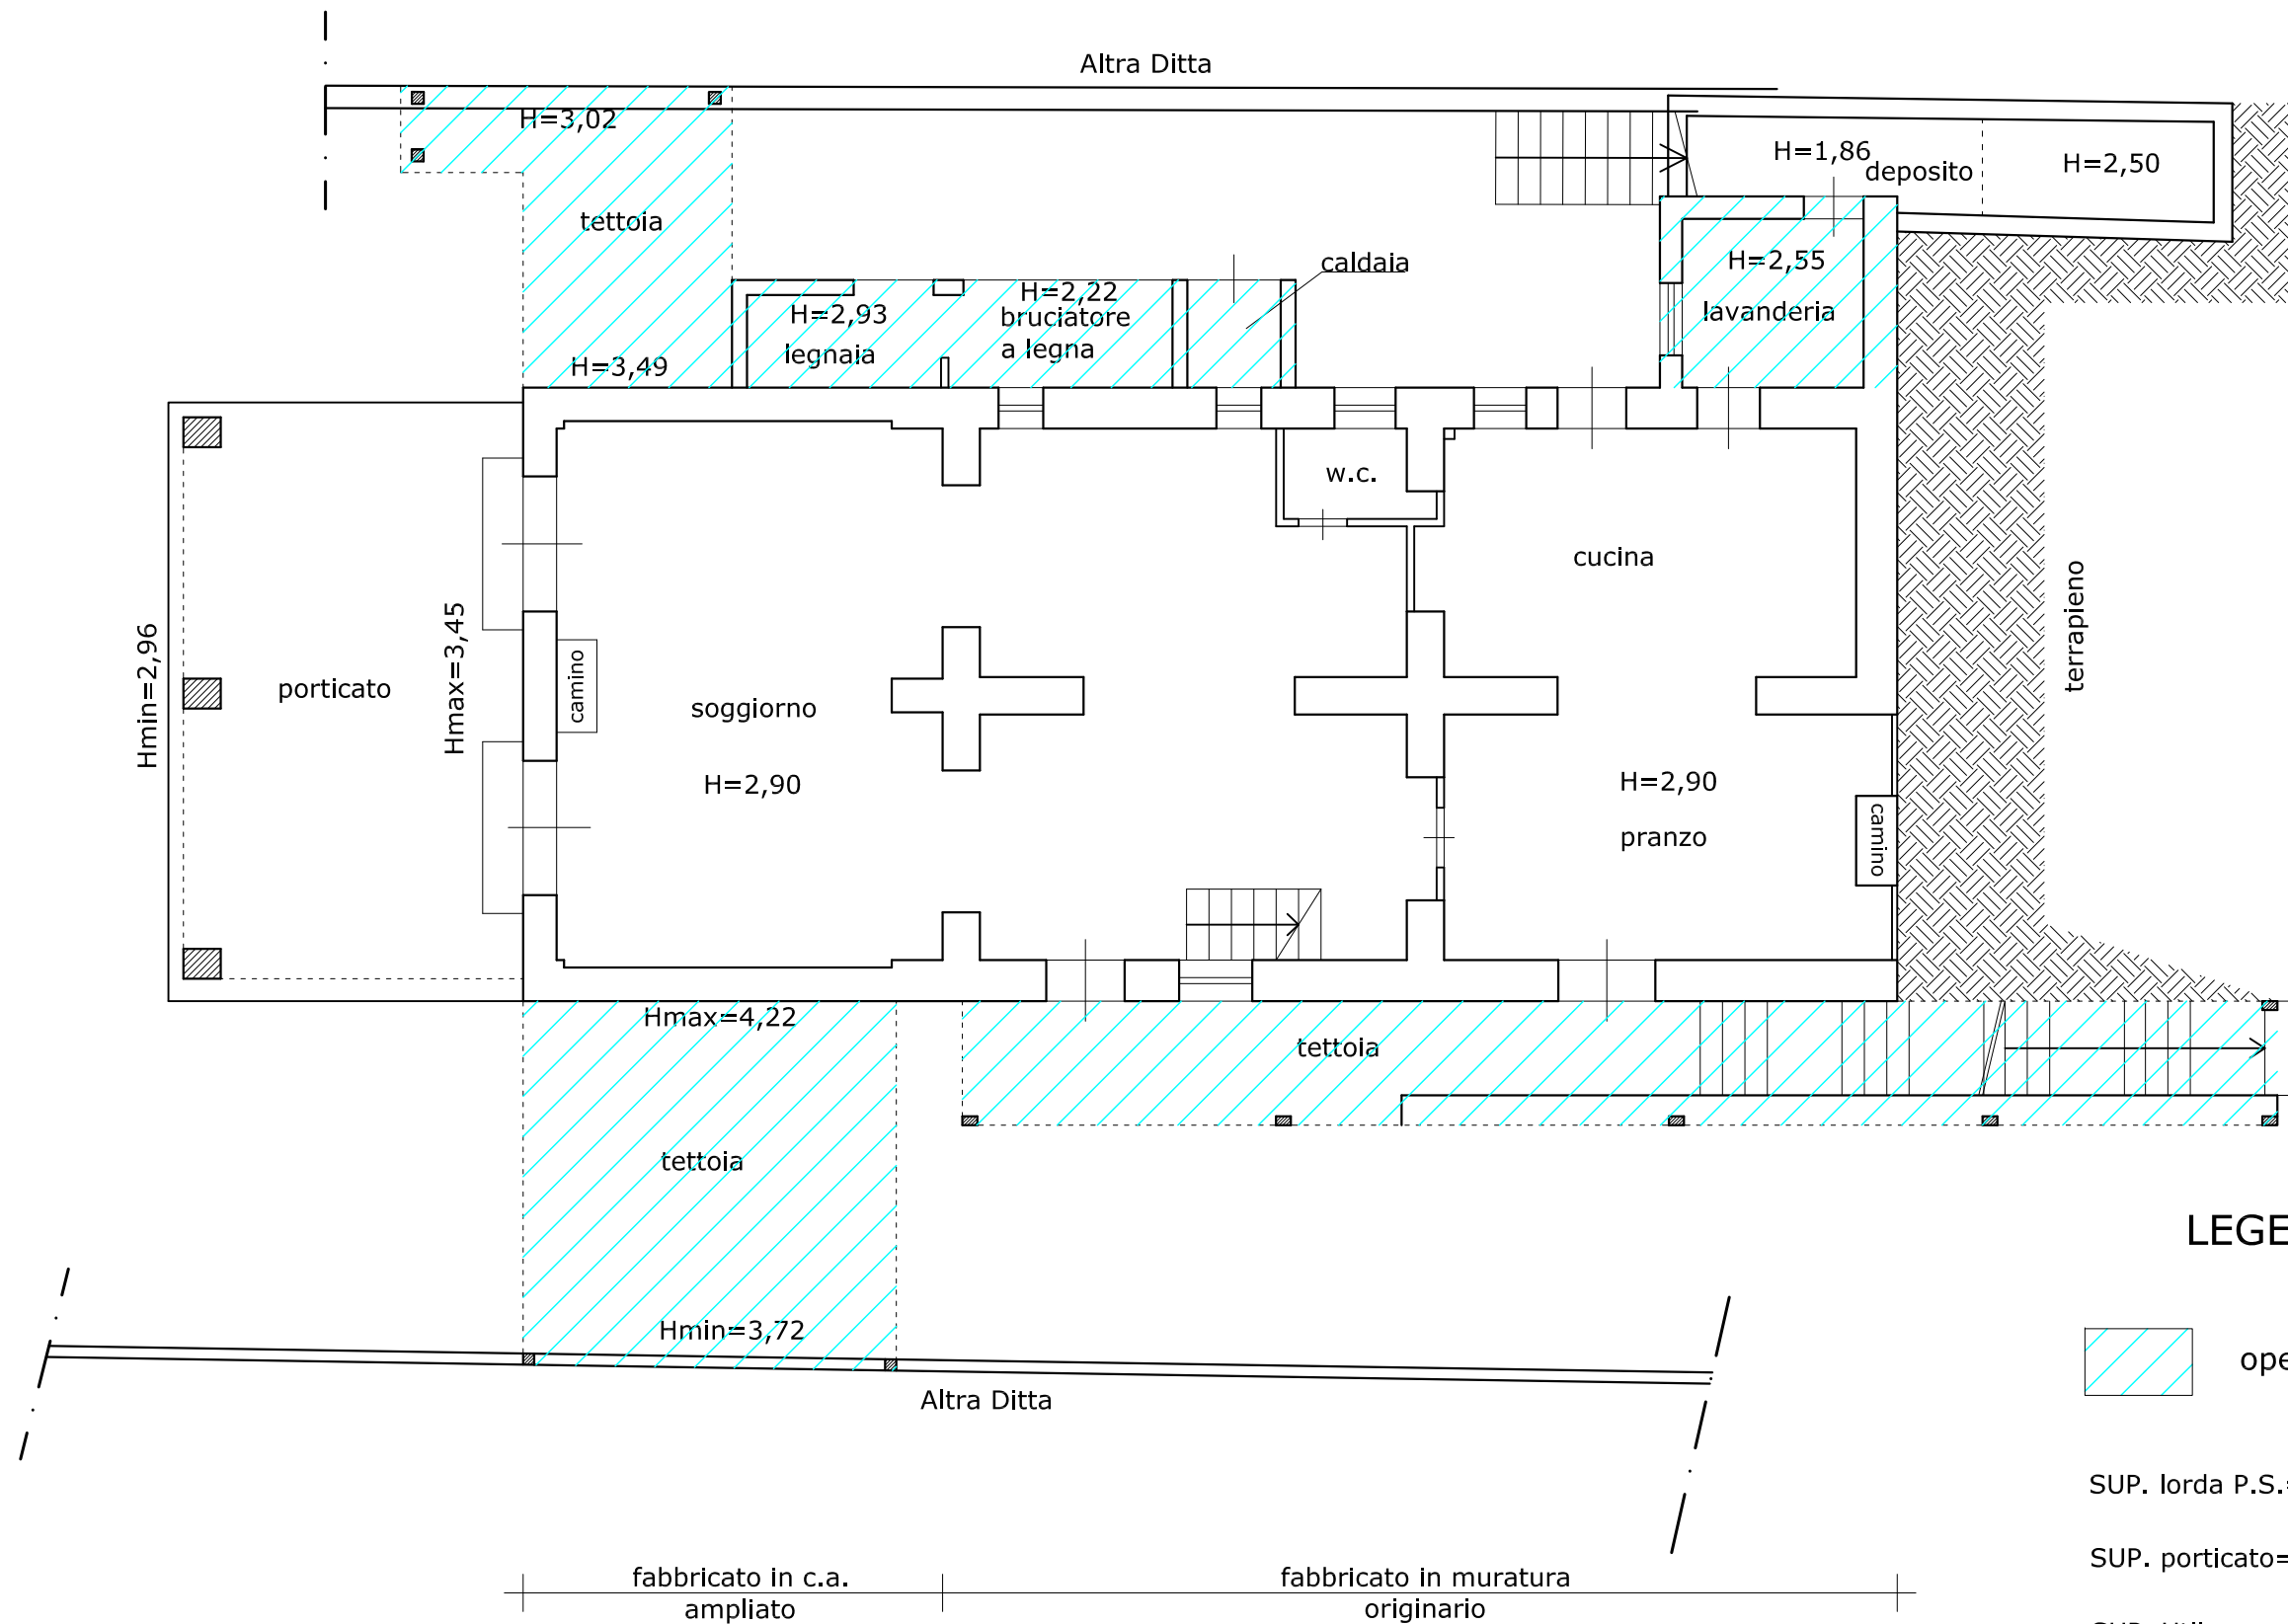 Altra Ditta
H=3,02
H=1,86
deposito
H=2,50
tettoia
caldaia
H=2,55
lavanderia
H=2,93
legnaia
H=2,22
bruciatore
a legna
H=3,49
w.c.
cucina
terrapieno
Hmin=2,96
porticato
Hmax=3,45
camino
soggiorno
H=2,90
H=2,90
pranzo
camino
Hmax=4,22
tettoia
tettoia
Hmin=3,72
Altra Ditta
LEGE
ope
SUP. lorda P.S.=
SUP. porticato=
fabbricato in c.a.
ampliato
fabbricato in muratura
originario